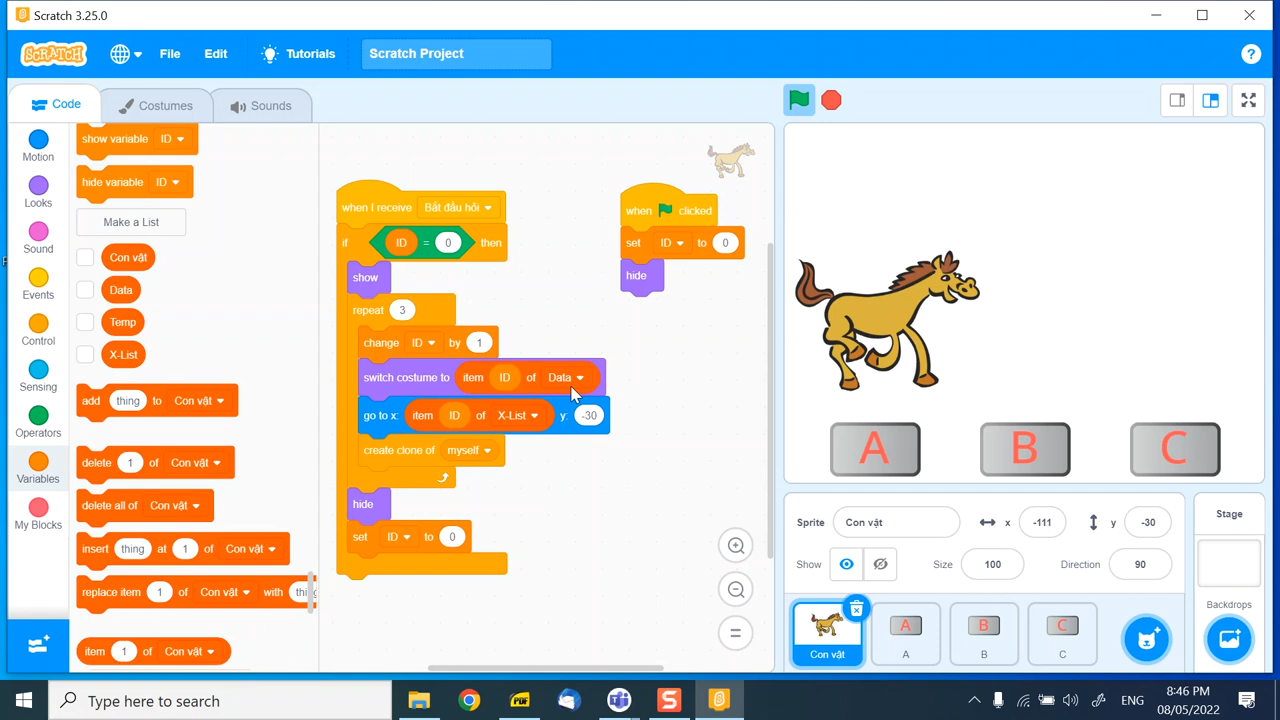 Scratch 3.25.0
SCRATCH File Edit Tutorials Scratch Project ?
Code Costumes Sounds
Motion
Looks
Sound
Events
Control
Sensing
Operators
Variables
My Blocks
show variable ID
hide variable ID
Make a List
Con vật
Data
Temp
X-List
add thing to Con vật
delete 1 of Con vật
delete all of Con vật
insert thing at 1 of Con vật
replace item 1 of Con vật with
item 1 of Con vật
when I receive Bắt đầu hỏi
if ID = 0 then
show
repeat 3
change ID by 1
switch costume to item ID of Data
go to x: item ID of X-List y: -30
create clone of myself
hide
set ID to 0
when clicked
set ID to 0
hide
A B C
Sprite Con vật x -111 y -30
Show Size 100 Direction 90
A B C
Con vật A B C
Stage
Backdrops
Type here to search
PDF
S
ENG
8:46 PM
08/05/2022